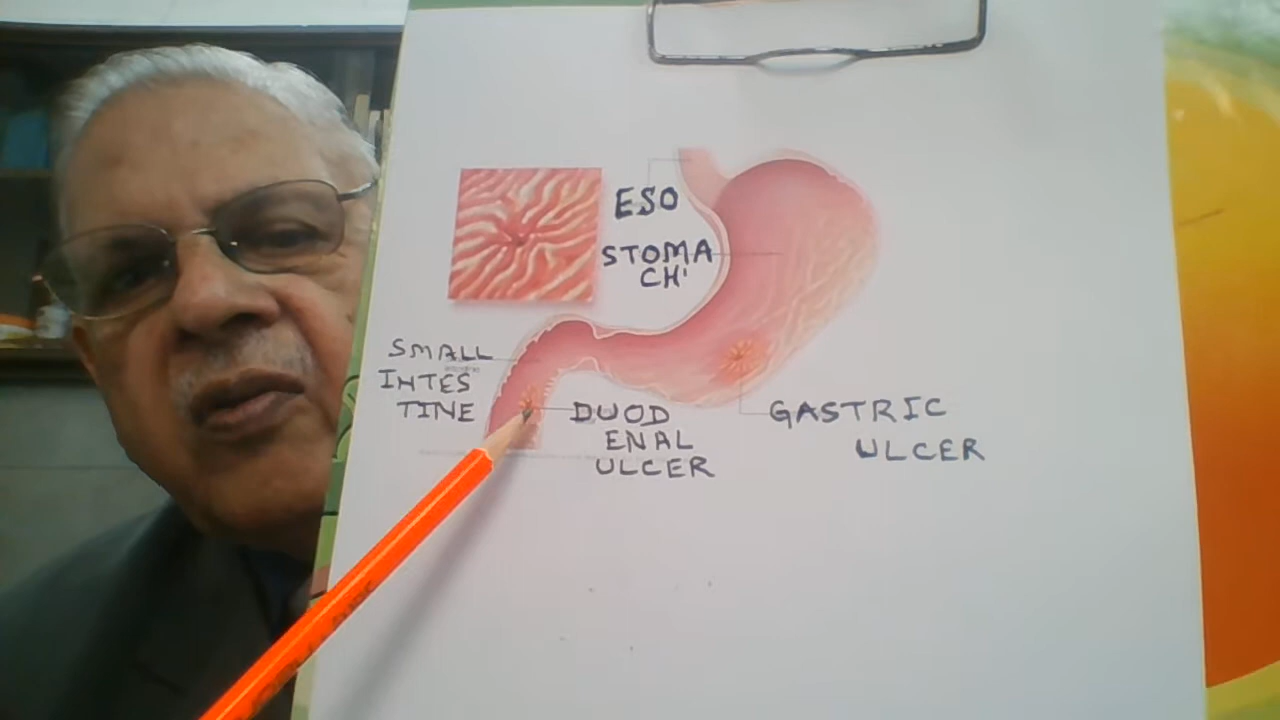 ESO
STOMA
CH'
SMALL
INTES
TINE
DUOD
ENAL
ULCER
GASTRIC
ULCER